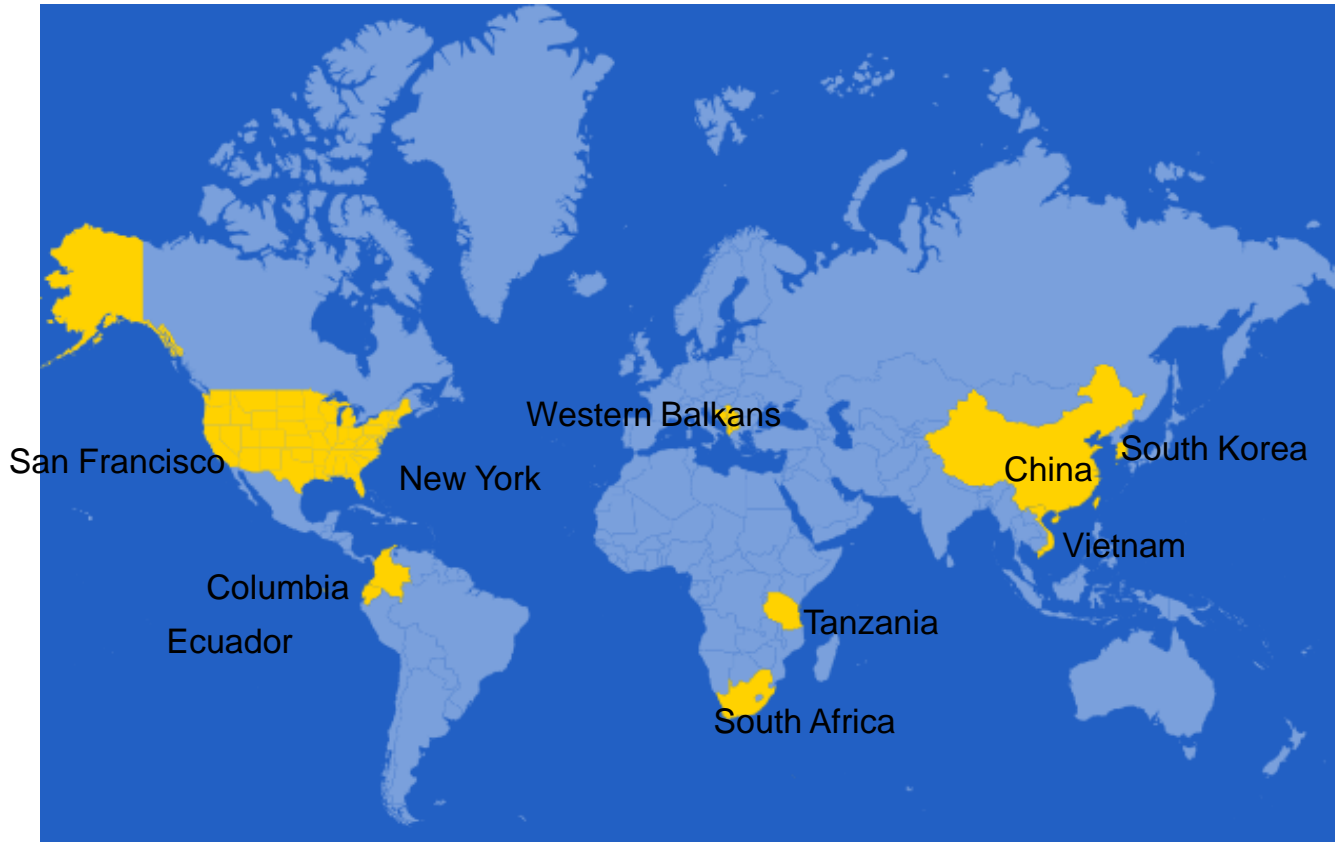 Western Balkans
San Francisco
New York
South Korea
China
Vietnam
Columbia
Ecuador
Tanzania
South Africa